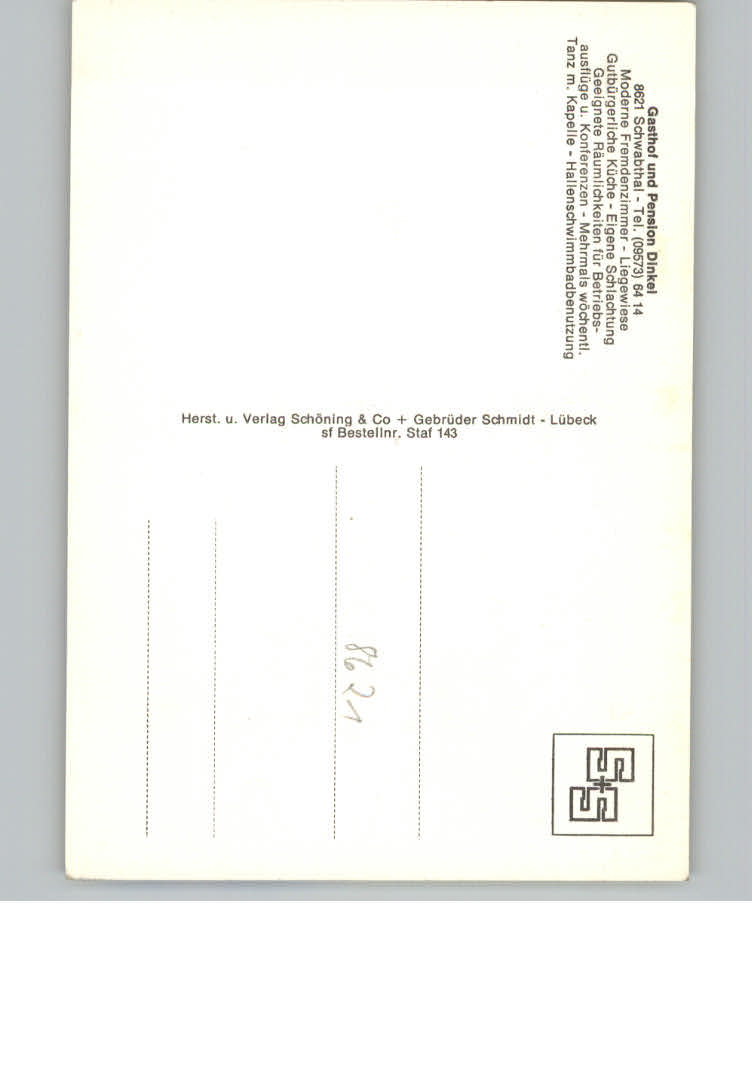 Gasthof und Pension Dinkel
8621 Schwabthal - Tel. (09573) 64 14
Moderne Fremdenzimmer - Liegewiese
Gutbürgerliche Küche - Eigene Schlachtung
Geeignete Räumlichkeiten für Betriebs-
ausflüge u. Konferenzen - Mehrmals wöchentl.
Tanz m. Kapelle - Hallenschwimmbadbenutzung
Herst. u. Verlag Schöning & Co + Gebrüder Schmidt - Lübeck
sf Bestellnr. Staf 143
8621
S+S